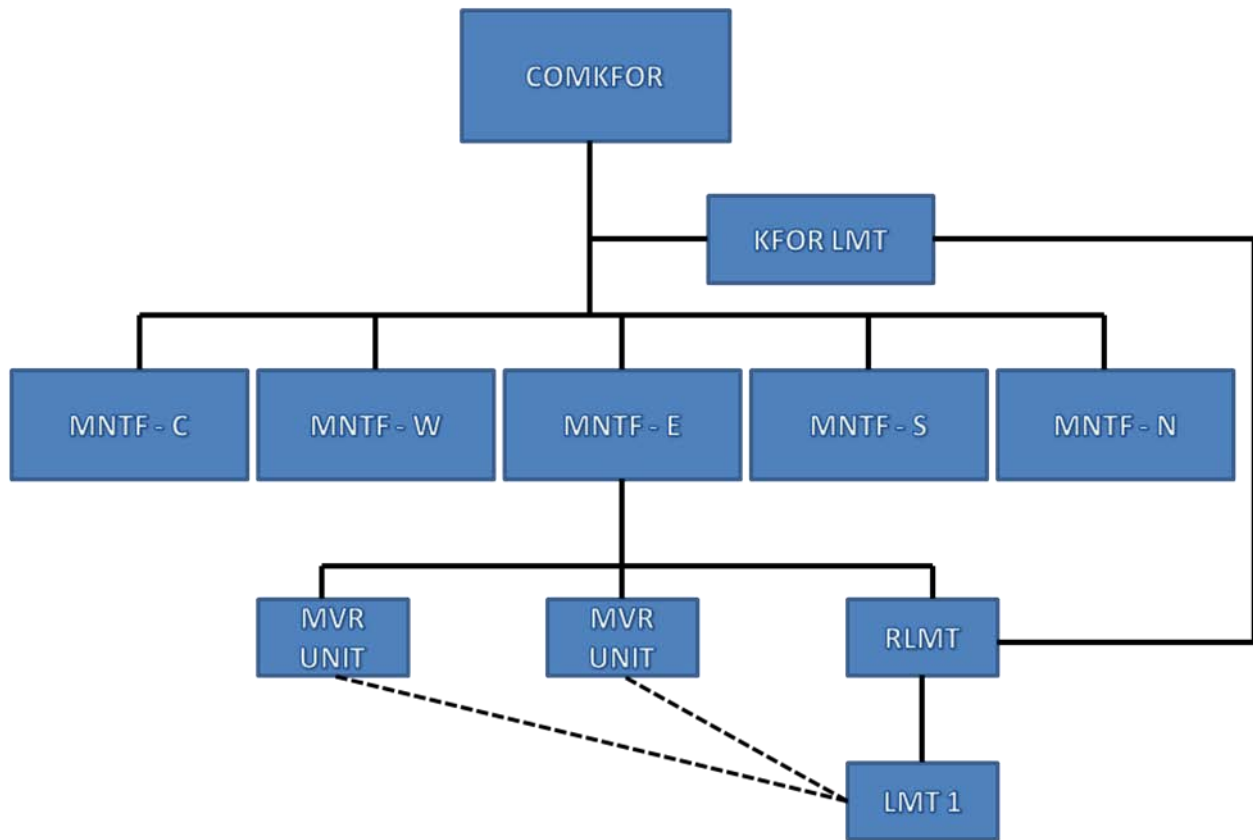 COMKFOR
KFOR LMT
MNTF - C
MNTF - W
MNTF - E
MNTF - S
MNTF - N
MVR
UNIT
MVR
UNIT
RLMT
LMT 1